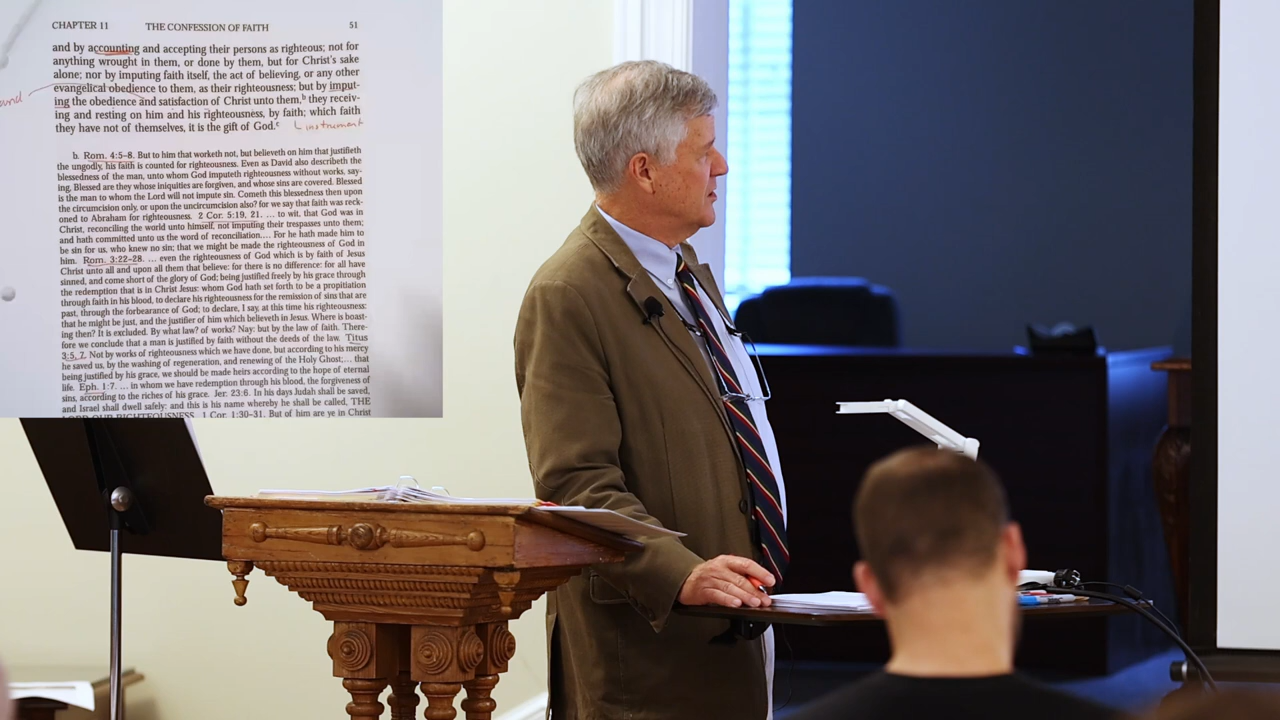 CHAPTER 11 THE CONFESSION OF FAITH 51
and by accounting and accepting their persons as righteous; not for
anything wrought in them, or done by them, but for Christ's sake
alone; nor by imputing faith itself, the act of believing, or any other
evangelical obedience to them, as their righteousness; but by imput-
and
ing the obedience and satisfaction of Christ unto them,b they receiv-
ing and resting on him and his righteousness, by faith; which faith
they have not of themselves, it is the gift of God.c
instrument
b. Rom. 4:5–8. But to him that worketh not, but believeth on him that justifieth
the ungodly, his faith is counted for righteousness. Even as David also describeth the
blessedness of the man, unto whom God imputeth righteousness without works, say-
ing, Blessed are they whose iniquities are forgiven, and whose sins are covered. Blessed
is the man to whom the Lord will not impute sin. Cometh this blessedness then upon
the circumcision only, or upon the uncircumcision also? for we say that faith was reck-
oned to Abraham for righteousness. 2 Cor. 5:19, 21. ... to wit, that God was in
Christ, reconciling the world unto himself, not imputing their trespasses unto them;
and hath committed unto us the word of reconciliation.... For he hath made him to
be sin for us, who knew no sin; that we might be made the righteousness of God in
him. Rom. 3:22–28. ... even the righteousness of God which is by faith of Jesus
Christ unto all and upon all them that believe: for there is no difference: for all have
sinned, and come short of the glory of God; being justified freely by his grace through
the redemption that is in Christ Jesus: whom God hath set forth to be a propitiation
through faith in his blood, to declare his righteousness for the remission of sins that are
past, through the forbearance of God; to declare, I say, at this time his righteousness:
that he might be just, and the justifier of him which believeth in Jesus. Where is boast-
ing then? It is excluded. By what law? of works? Nay: but by the law of faith. There-
fore we conclude that a man is justified by faith without the deeds of the law. Titus
3:5, 7. Not by works of righteousness which we have done, but according to his mercy
he saved us, by the washing of regeneration, and renewing of the Holy Ghost;... that
being justified by his grace, we should be made heirs according to the hope of eternal
life. Eph. 1:7. ... in whom we have redemption through his blood, the forgiveness of
sins, according to the riches of his grace. Jer. 23:6. In his days Judah shall be saved,
and Israel shall dwell safely: and this is his name whereby he shall be called, THE
LORD OUR RIGHTEOUSNESS. 1 Cor. 1:30–31. But of him are ye in Christ